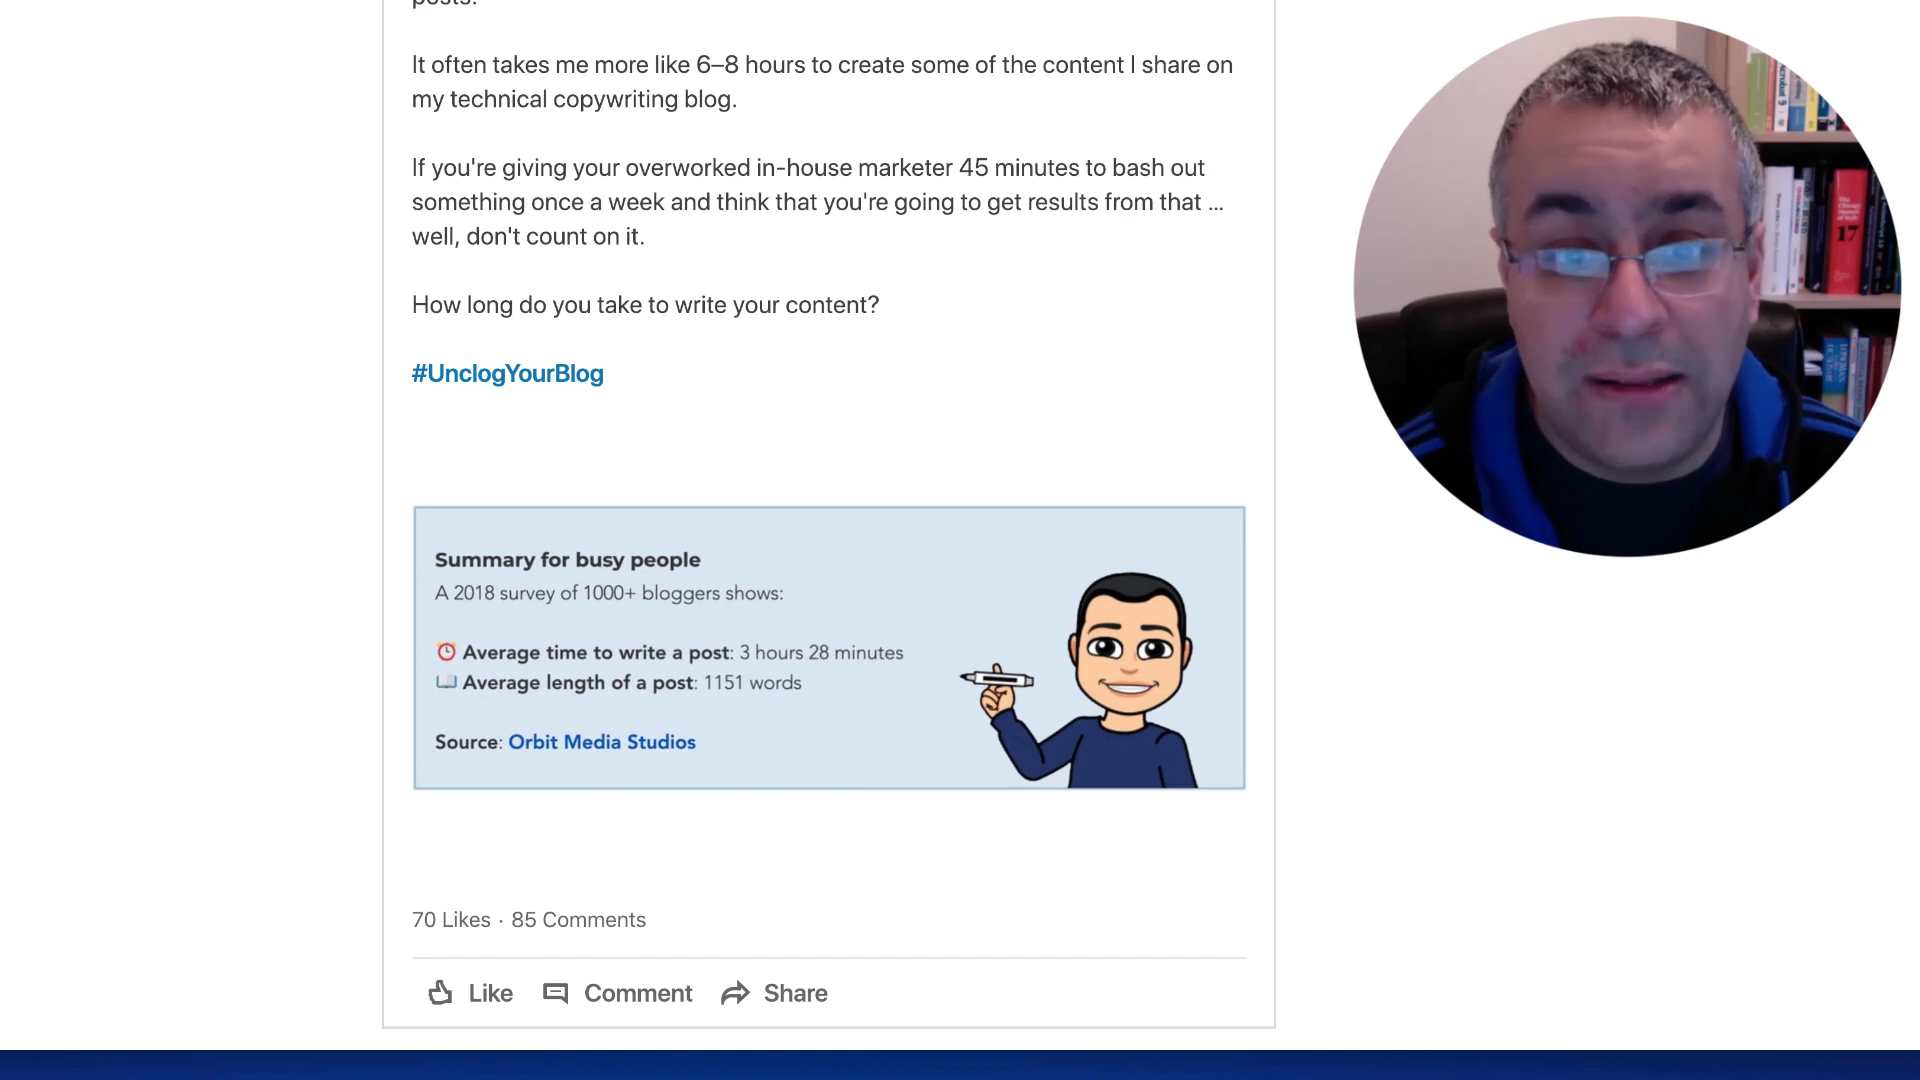 It often takes me more like 6–8 hours to create some of the content I share on
my technical copywriting blog.
If you're giving your overworked in-house marketer 45 minutes to bash out
something once a week and think that you're going to get results from that ...
well, don't count on it.
How long do you take to write your content?
#UnclogYourBlog
Summary for busy people
A 2018 survey of 1000+ bloggers shows:
Average time to write a post: 3 hours 28 minutes
Average length of a post: 1151 words
Source: Orbit Media Studios
70 Likes · 85 Comments
Like Comment Share
17